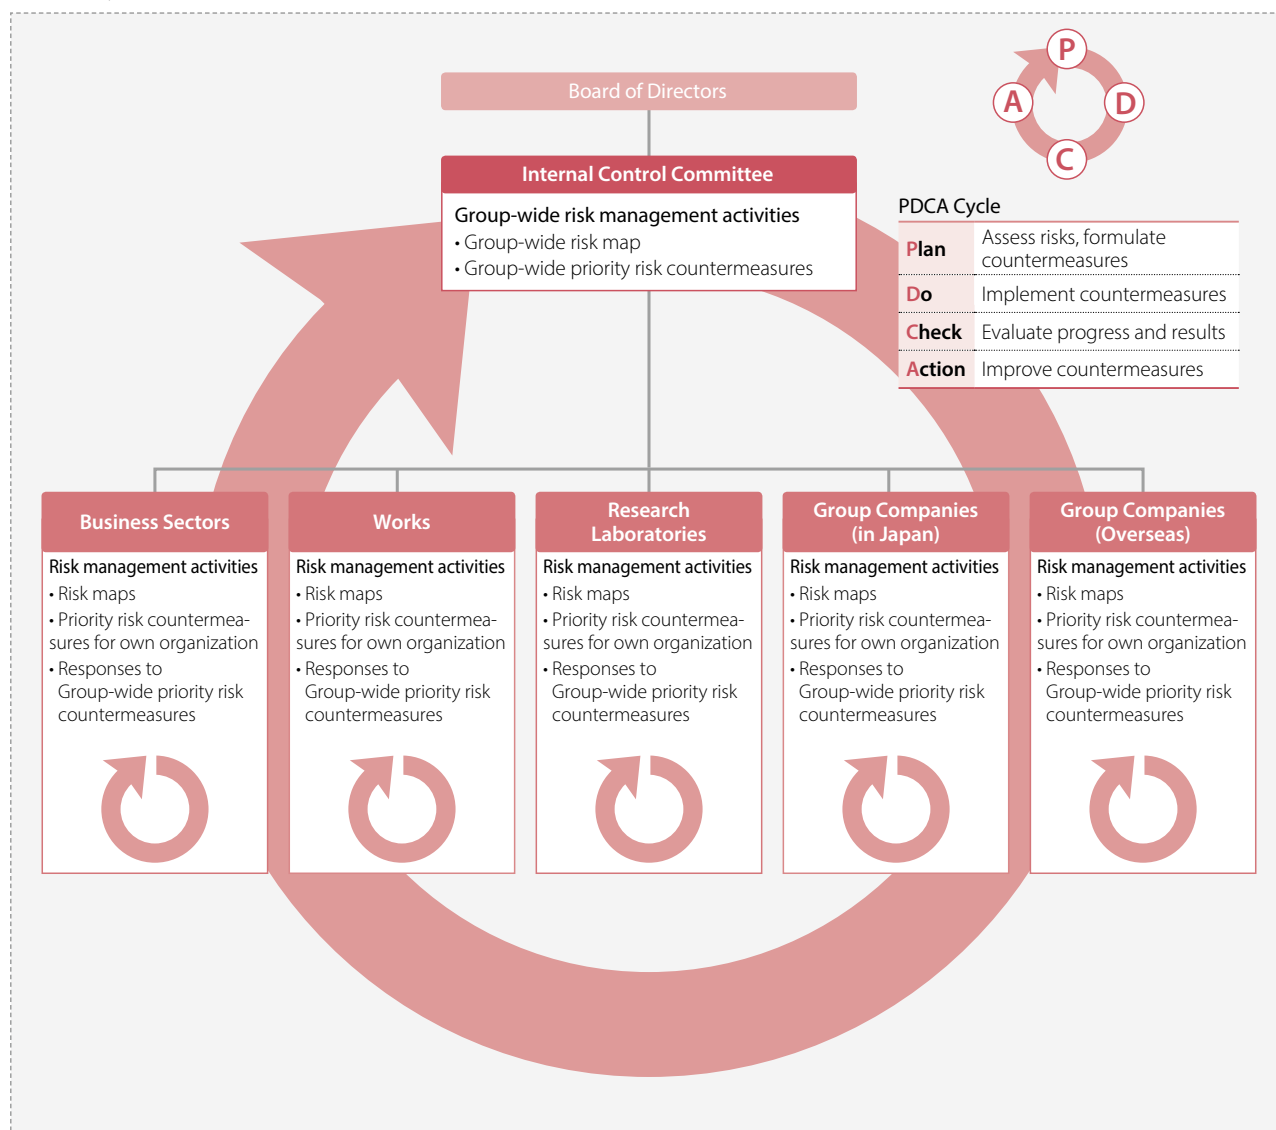 Board of Directors
Internal Control Committee
Group-wide risk management activities
• Group-wide risk map
• Group-wide priority risk countermeasures
P
A
D
C
PDCA Cycle
Plan
Assess risks, formulate
countermeasures
Do
Implement countermeasures
Check
Evaluate progress and results
Action
Improve countermeasures
Business Sectors
Risk management activities
• Risk maps
• Priority risk countermea-
sures for own organization
• Responses to
Group-wide priority risk
countermeasures
Works
Risk management activities
• Risk maps
• Priority risk countermea-
sures for own organization
• Responses to
Group-wide priority risk
countermeasures
Research
Laboratories
Risk management activities
• Risk maps
• Priority risk countermea-
sures for own organization
• Responses to
Group-wide priority risk
countermeasures
Group Companies
(in Japan)
Risk management activities
• Risk maps
• Priority risk countermea-
sures for own organization
• Responses to
Group-wide priority risk
countermeasures
Group Companies
(Overseas)
Risk management activities
• Risk maps
• Priority risk countermea-
sures for own organization
• Responses to
Group-wide priority risk
countermeasures